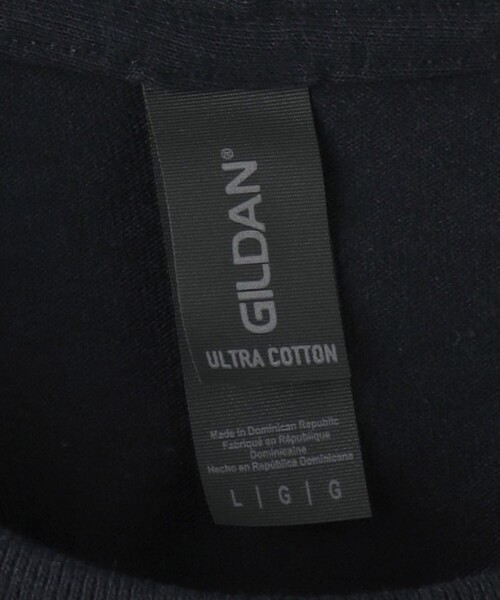 GILDAN®
ULTRA COTTON
Made in Dominican Republic
Fabriqué en République
Dominicaine
Hecho en República Dominicana
L | G | G